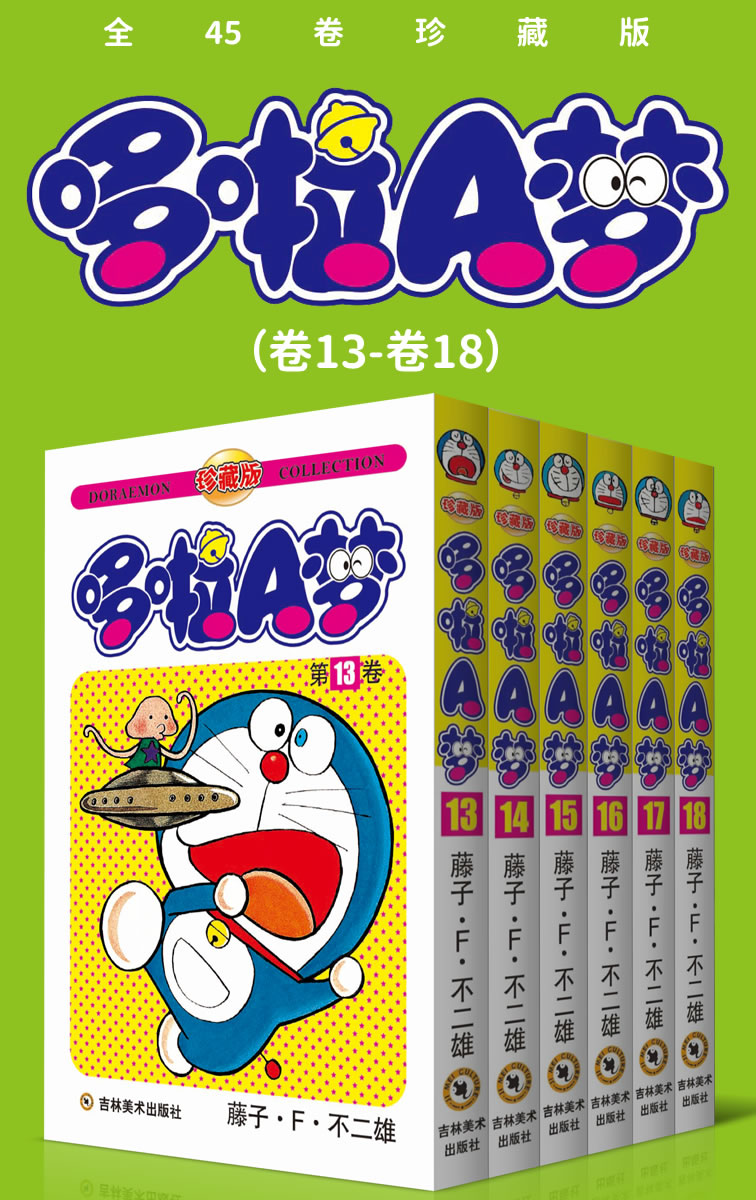 全45卷珍藏版
哆啦A梦
(卷13-卷18)
DORAEMON 珍藏版 COLLECTION
哆啦A梦
第13卷
吉林美术出版社
藤子·F·不二雄
珍藏版
哆啦A梦
13
藤子·F·不二雄
吉林美术
出版社
珍藏版
哆啦A梦
14
藤子·F·不二雄
吉林美术
出版社
珍藏版
哆啦A梦
15
藤子·F·不二雄
吉林美术
出版社
珍藏版
哆啦A梦
16
藤子·F·不二雄
吉林美术
出版社
珍藏版
哆啦A梦
17
藤子·F·不二雄
吉林美术
出版社
珍藏版
哆啦A梦
18
藤子·F·不二雄
吉林美术
出版社